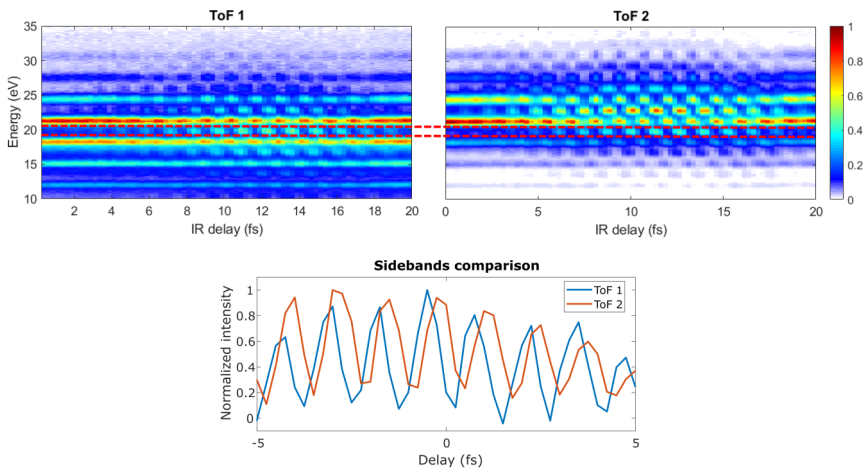 ToF 1
ToF 2
35
30
25
20
15
10
Energy (eV)
2 4 6 8 10 12 14 16 18 20
IR delay (fs)
0 5 10 15 20
IR delay (fs)
1
0.8
0.6
0.4
0.2
0
Sidebands comparison
1
0.8
0.6
0.4
0.2
0
Normalized intensity
ToF 1
ToF 2
-5 0 5
Delay (fs)